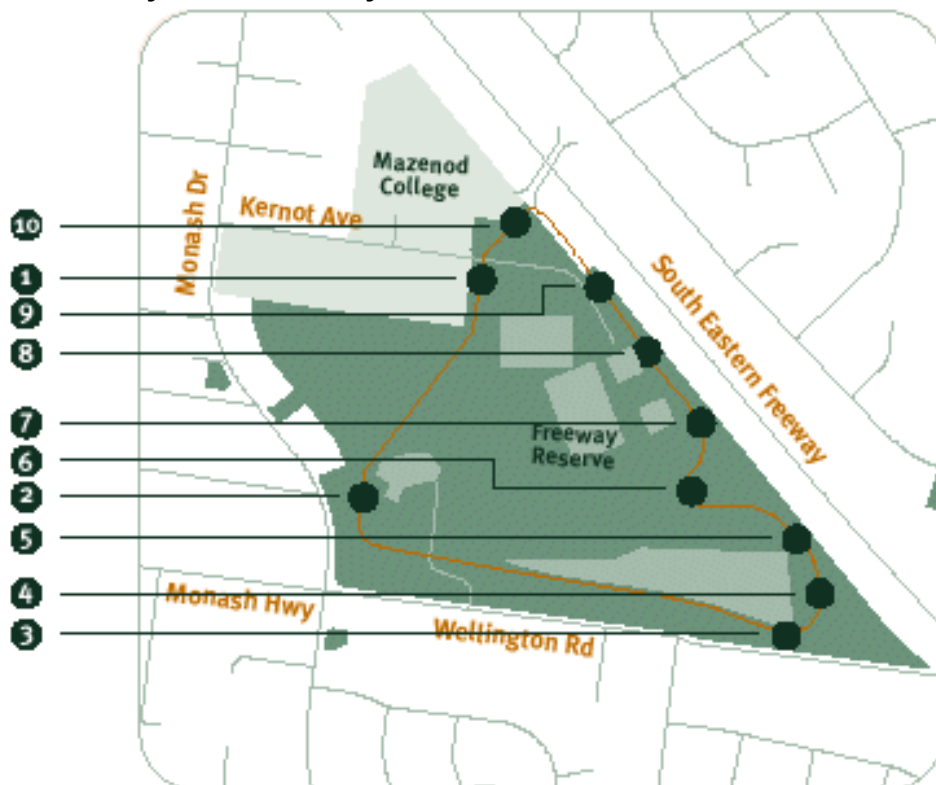 Mazenod
College
Monash Dr
Kernot Ave
10
1
9
8
7
6
2
5
4
3
South Eastern Freeway
Freeway
Reserve
Monash Hwy
Wellington Rd